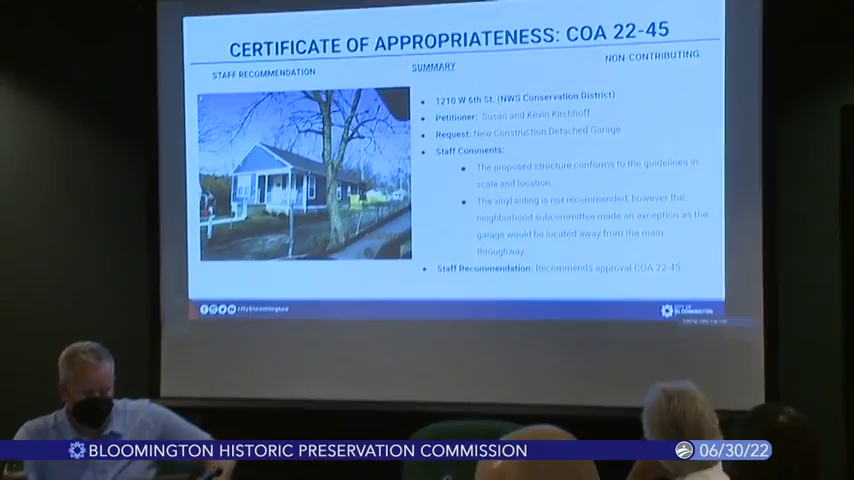 CERTIFICATE OF APPROPRIATENESS: COA 22-45
STAFF RECOMMENDATION
SUMMARY
NON-CONTRIBUTING
1210 W 6th St. (NWS Conservation District)
Petitioner: Susan and Kevin Kirchhoff
Request: New Construction Detached Garage
Staff Comments:
The proposed structure conforms to the guidelines in
scale and location.
The vinyl siding is not recommended, however the
neighborhood subcommittee made an exception as the
garage would be located away from the main
throughway.
Staff Recommendation: Recommends approval COA 22-45
cityBloomington
CITY OF
BLOOMINGTON
BLOOMINGTON HISTORIC PRESERVATION COMMISSION
06/30/22